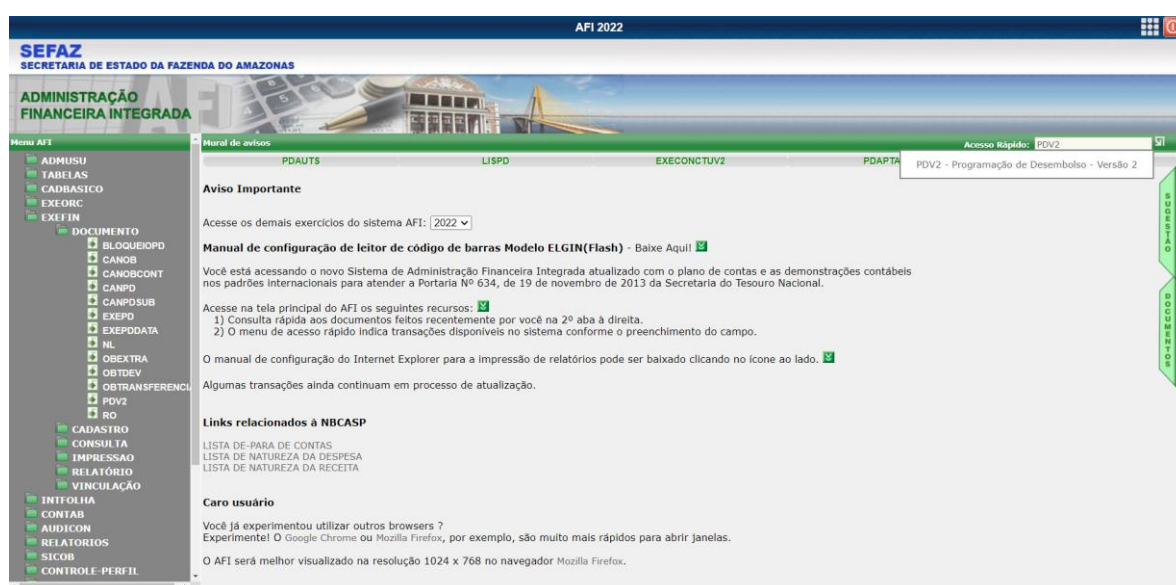 AFI 2022
SEFAZ
SECRETARIA DE ESTADO DA FAZENDA DO AMAZONAS
ADMINISTRAÇÃO
FINANCEIRA INTEGRADA
Menu AFI
Mural de avisos
Acesso Rápido: PDV2
PDV2 - Programação de Desembolso - Versão 2
PDAUTS LISPD EXECONCTUV2 PDAPTA
ADMUSU
TABELAS
CADBASICO
EXEORC
EXEFIN
DOCUMENTO
BLOQUEIOPD
CANOB
CANOBCONT
CANPD
CANPDSUB
EXEPD
EXEPDDATA
NL
OBEXTRA
OBTDEV
OBTRANSFERENCI
PDV2
RO
CADASTRO
CONSULTA
IMPRESSAO
RELATÓRIO
VINCULAÇÃO
INTFOLHA
CONTAB
AUDICON
RELATORIOS
SICOB
CONTROLE-PERFIL
Aviso Importante
Acesse os demais exercícios do sistema AFI: 2022
Manual de configuração de leitor de código de barras Modelo ELGIN(Flash) - Baixe Aqui!
Você está acessando o novo Sistema de Administração Financeira Integrada atualizado com o plano de contas e as demonstrações contábeis
nos padrões internacionais para atender a Portaria Nº 634, de 19 de novembro de 2013 da Secretaria do Tesouro Nacional.
Acesse na tela principal do AFI os seguintes recursos:
1) Consulta rápida aos documentos feitos recentemente por você na 2º aba à direita.
2) O menu de acesso rápido indica transações disponíveis no sistema conforme o preenchimento do campo.
O manual de configuração do Internet Explorer para a impressão de relatórios pode ser baixado clicando no ícone ao lado.
Algumas transações ainda continuam em processo de atualização.
Links relacionados à NBCASP
LISTA DE-PARA DE CONTAS
LISTA DE NATUREZA DA DESPESA
LISTA DE NATUREZA DA RECEITA
Caro usuário
Você já experimentou utilizar outros browsers ?
Experimente! O Google Chrome ou Mozilla Firefox, por exemplo, são muito mais rápidos para abrir janelas.
O AFI será melhor visualizado na resolução 1024 x 768 no navegador Mozilla Firefox.
SUGESTÃO
DOCUMENTOS